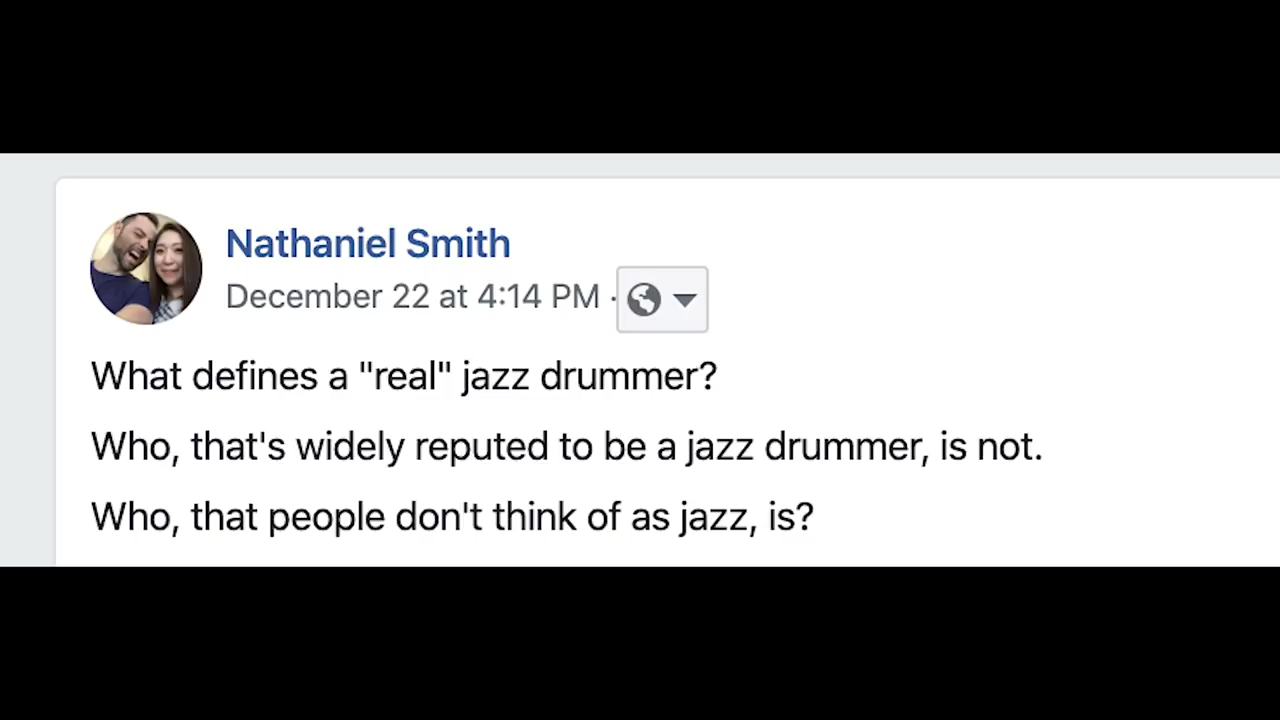 Nathaniel Smith
December 22 at 4:14 PM ·
What defines a "real" jazz drummer?
Who, that's widely reputed to be a jazz drummer, is not.
Who, that people don't think of as jazz, is?